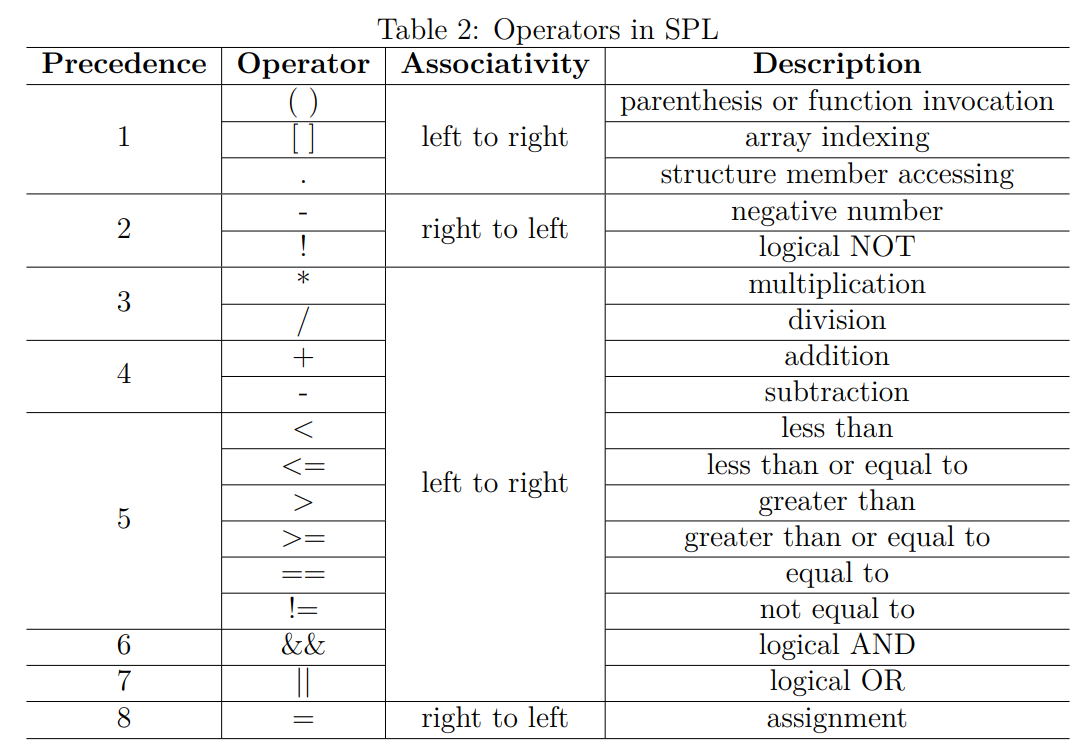 Table 2: Operators in SPL
Precedence Operator Associativity Description
1 ( ) left to right parenthesis or function invocation
[ ] array indexing
. structure member accessing
2 - right to left negative number
! logical NOT
3 * left to right multiplication
/ division
4 + addition
- subtraction
5 < less than
<= less than or equal to
> greater than
>= greater than or equal to
== equal to
!= not equal to
6 && logical AND
7 || logical OR
8 = right to left assignment